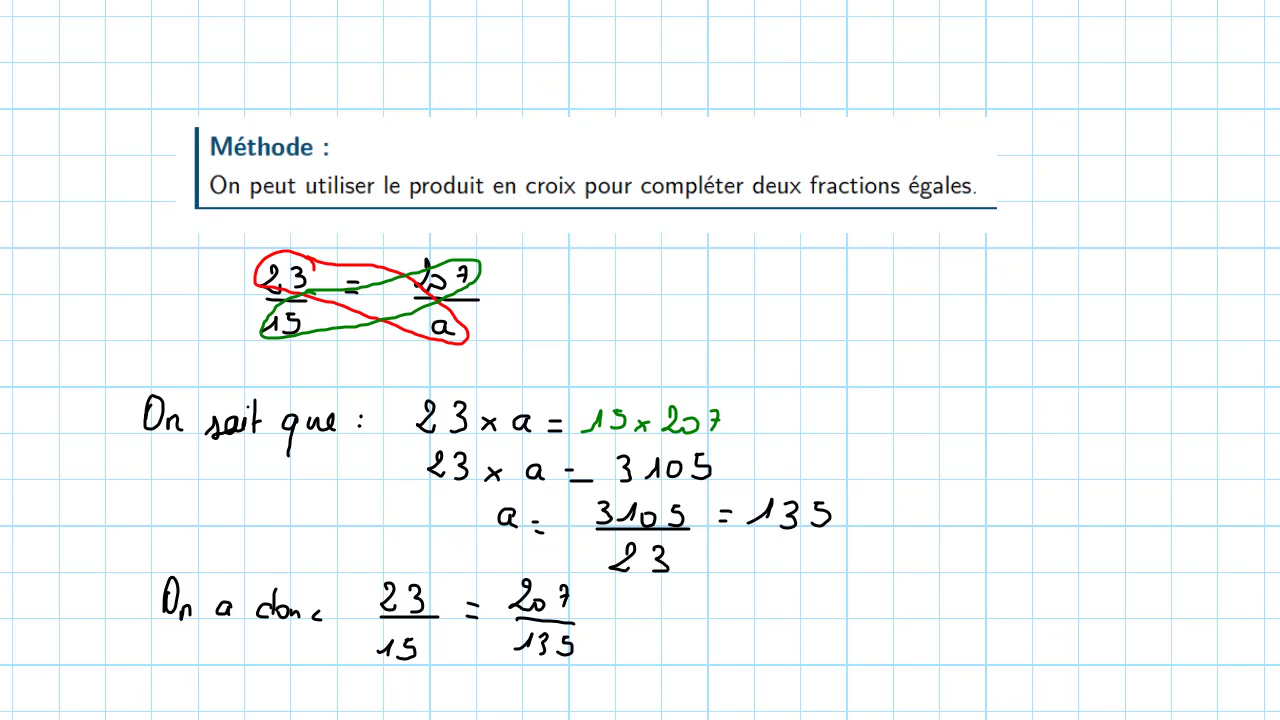 Méthode :
On peut utiliser le produit en croix pour compléter deux fractions égales.
23 = 207
15 a
On sait que : 23 × a = 15 × 207
23 × a = 3105
a = 3105 = 135
23
On a donc 23 = 207
15 135